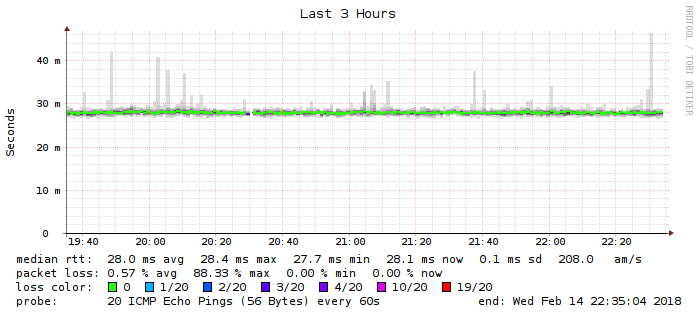 Last 3 Hours
RRDTOOL / TOBI OETIKER
Seconds
40 m
30 m
20 m
10 m
0
19:40 20:00 20:20 20:40 21:00 21:20 21:40 22:00 22:20
median rtt: 28.0 ms avg 28.4 ms max 27.7 ms min 28.1 ms now 0.1 ms sd 208.0 am/s
packet loss: 0.57 % avg 88.33 % max 0.00 % min 0.00 % now
loss color: 0 1/20 2/20 3/20 4/20 10/20 19/20
probe: 20 ICMP Echo Pings (56 Bytes) every 60s end: Wed Feb 14 22:35:04 2018